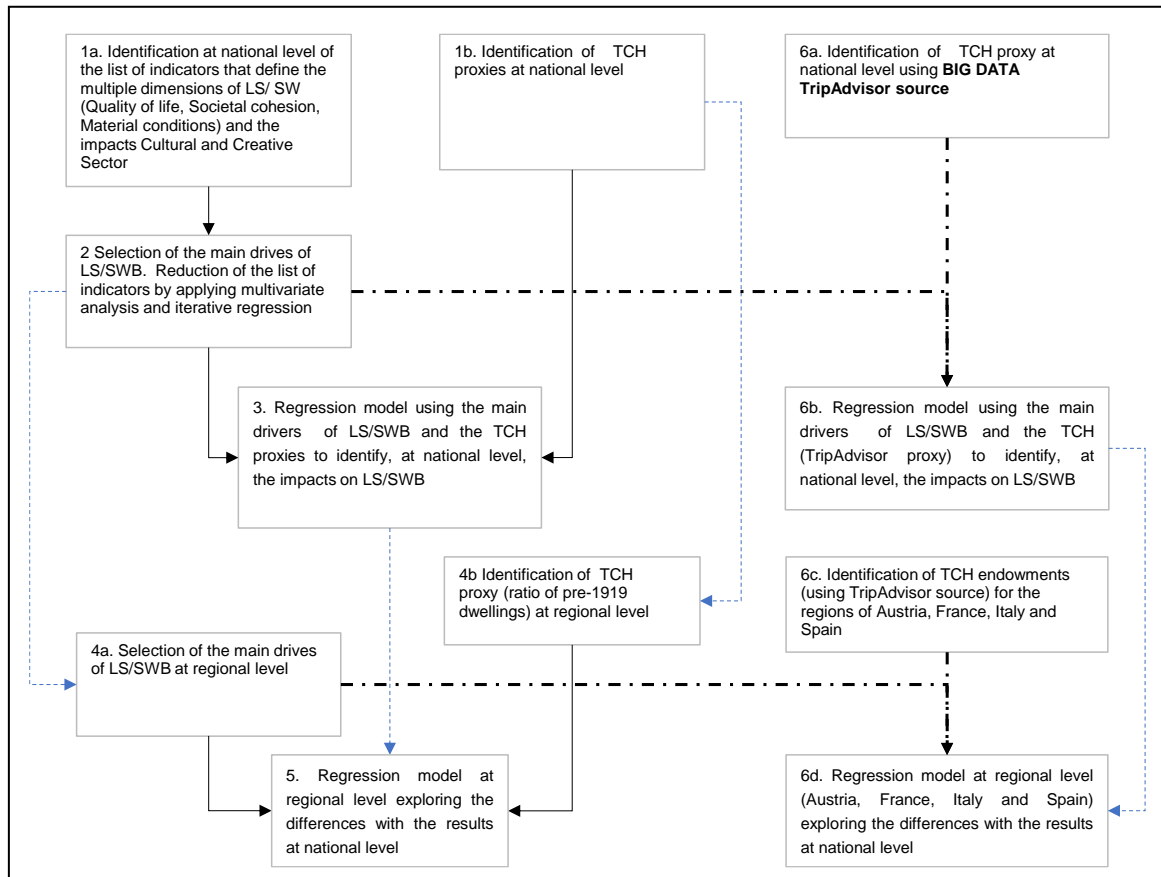 1a. Identification at national level of
the list of indicators that define the
multiple dimensions of LS/ SW
(Quality of life, Societal cohesion,
Material conditions) and the
impacts Cultural and Creative
Sector
1b. Identification of TCH
proxies at national level
6a. Identification of TCH proxy at
national level using BIG DATA
TripAdvisor source
2 Selection of the main drives of
LS/SWB. Reduction of the list of
indicators by applying multivariate
analysis and iterative regression
3. Regression model using the main
drivers of LS/SWB and the TCH
proxies to identify, at national level,
the impacts on LS/SWB
6b. Regression model using the main
drivers of LS/SWB and the TCH
(TripAdvisor proxy) to identify, at
national level, the impacts on LS/SWB
4b Identification of TCH
proxy (ratio of pre-1919
dwellings) at regional level
6c. Identification of TCH endowments
(using TripAdvisor source) for the
regions of Austria, France, Italy and
Spain
4a. Selection of the main drives
of LS/SWB at regional level
5. Regression model at
regional level exploring the
differences with the results
at national level
6d. Regression model at regional level
(Austria, France, Italy and Spain)
exploring the differences with the results
at national level